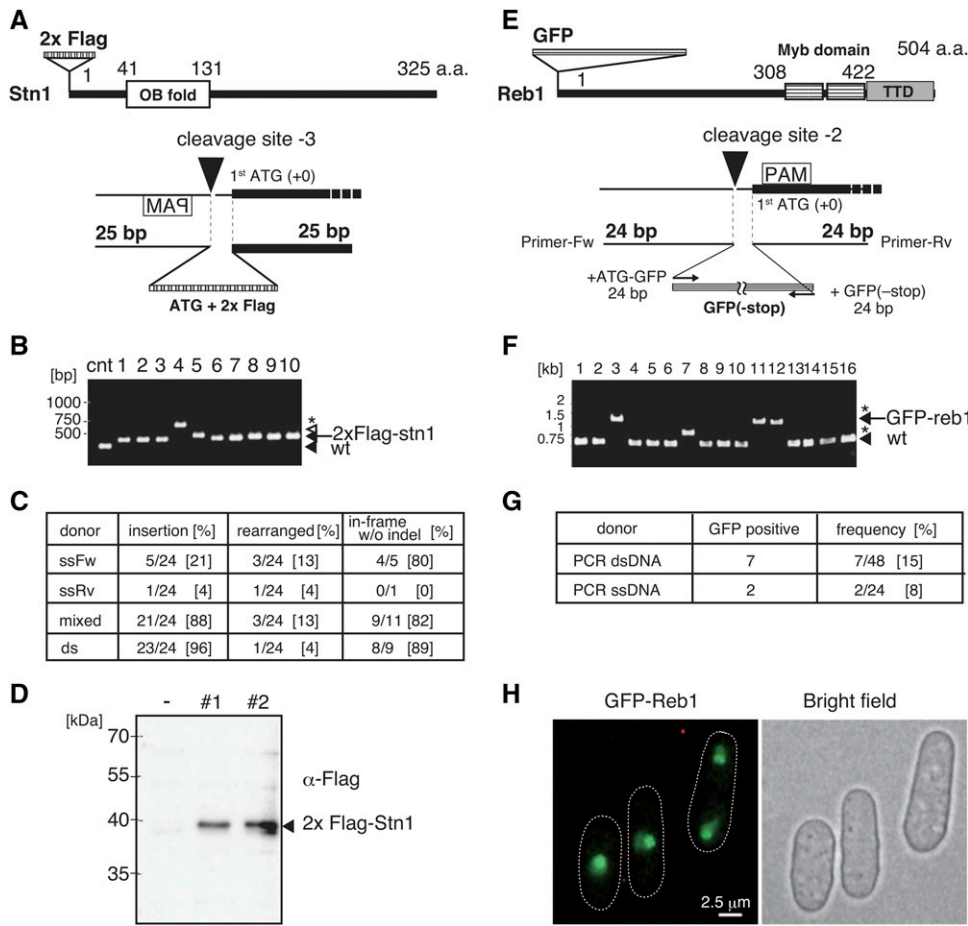 A
2x Flag
1
41
131
325 a.a.
Stn1
OB fold
cleavage site -3
1st ATG (+0)
PAM
25 bp
25 bp
ATG + 2x Flag
B
cnt 1 2 3 4 5 6 7 8 9 10
[bp]
1000
750
500
*
2xFlag-stn1
wt
C
donor insertion [%] rearranged [%] in-frame w/o indel [%]
ssFw 5/24 [21] 3/24 [13] 4/5 [80]
ssRv 1/24 [4] 1/24 [4] 0/1 [0]
mixed 21/24 [88] 3/24 [13] 9/11 [82]
ds 23/24 [96] 1/24 [4] 8/9 [89]
D
- #1 #2
[kDa]
70
55
40
35
α-Flag
2x Flag-Stn1
E
GFP
1
Myb domain
504 a.a.
308
422
Reb1
TTD
cleavage site -2
PAM
1st ATG (+0)
Primer-Fw
24 bp
24 bp
Primer-Rv
+ATG-GFP
24 bp
GFP(-stop)
+ GFP(–stop)
24 bp
F
[kb]
1 2 3 4 5 6 7 8 9 10 11 12 13 14 15 16
2
1.5
1
0.75
*
GFP-reb1
*
wt
G
donor GFP positive frequency [%]
PCR dsDNA 7 7/48 [15]
PCR ssDNA 2 2/24 [8]
H
GFP-Reb1
Bright field
2.5 μm